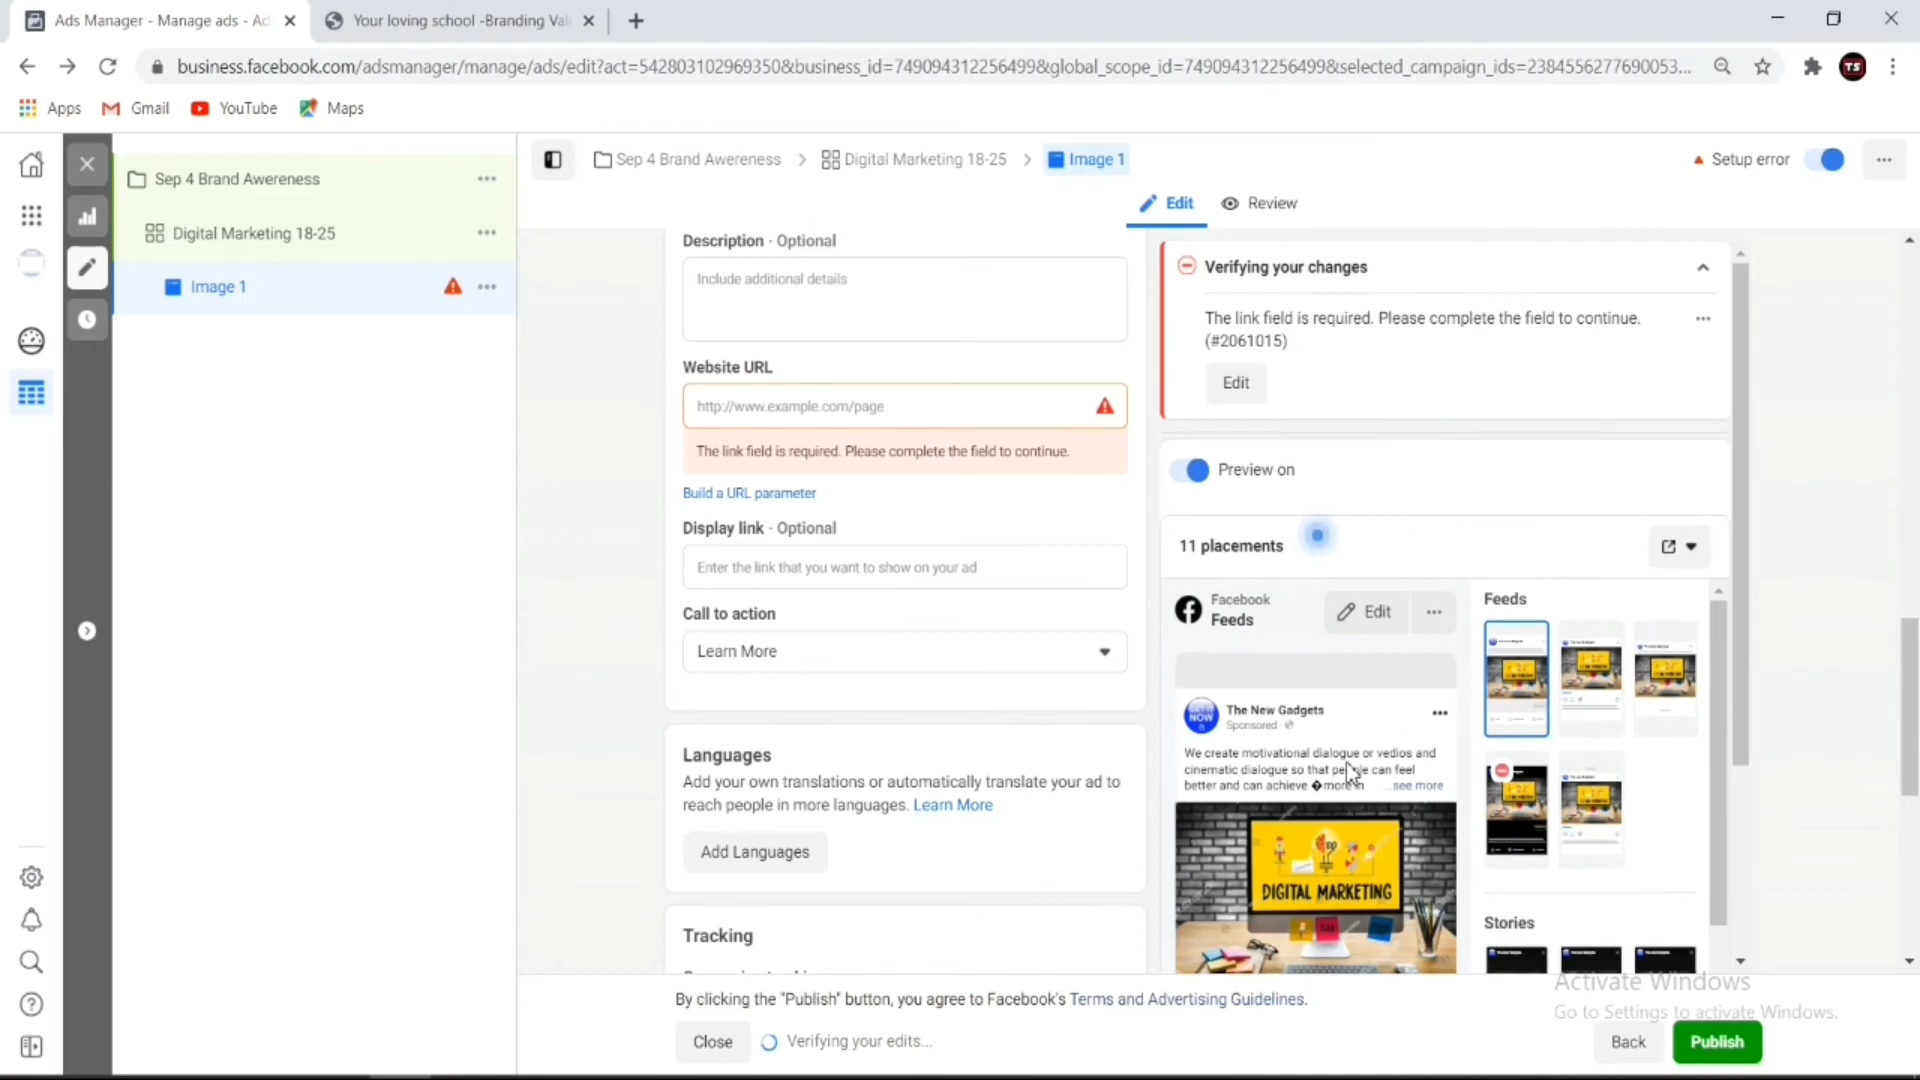 Ads Manager - Manage ads - Ad
Your loving school -Branding Val
business.facebook.com/adsmanager/manage/ads/edit?act=542803102969350&business_id=749094312256499&global_scope_id=749094312256499&selected_campaign_ids=2384556277690053...
TS
Apps
Gmail
YouTube
Maps
Sep 4 Brand Awereness
Digital Marketing 18-25
Image 1
Sep 4 Brand Awereness
Digital Marketing 18-25
Image 1
Setup error
Edit
Review
Description · Optional
Include additional details
Website URL
http://www.example.com/page
The link field is required. Please complete the field to continue.
Build a URL parameter
Display link · Optional
Enter the link that you want to show on your ad
Call to action
Learn More
Languages
Add your own translations or automatically translate your ad to
reach people in more languages. Learn More
Add Languages
Tracking
Verifying your changes
The link field is required. Please complete the field to continue.
(#2061015)
Edit
Preview on
11 placements
Facebook
Feeds
Edit
Feeds
NOW
The New Gadgets
Sponsored ·
We create motivational dialogue or vedios and
cinematic dialogue so that people can feel
better and can achieve �more in ...see more
DIGITAL MARKETING
Stories
By clicking the "Publish" button, you agree to Facebook's Terms and Advertising Guidelines.
Close
Verifying your edits...
Activate Windows
Go to Settings to activate Windows.
Back
Publish